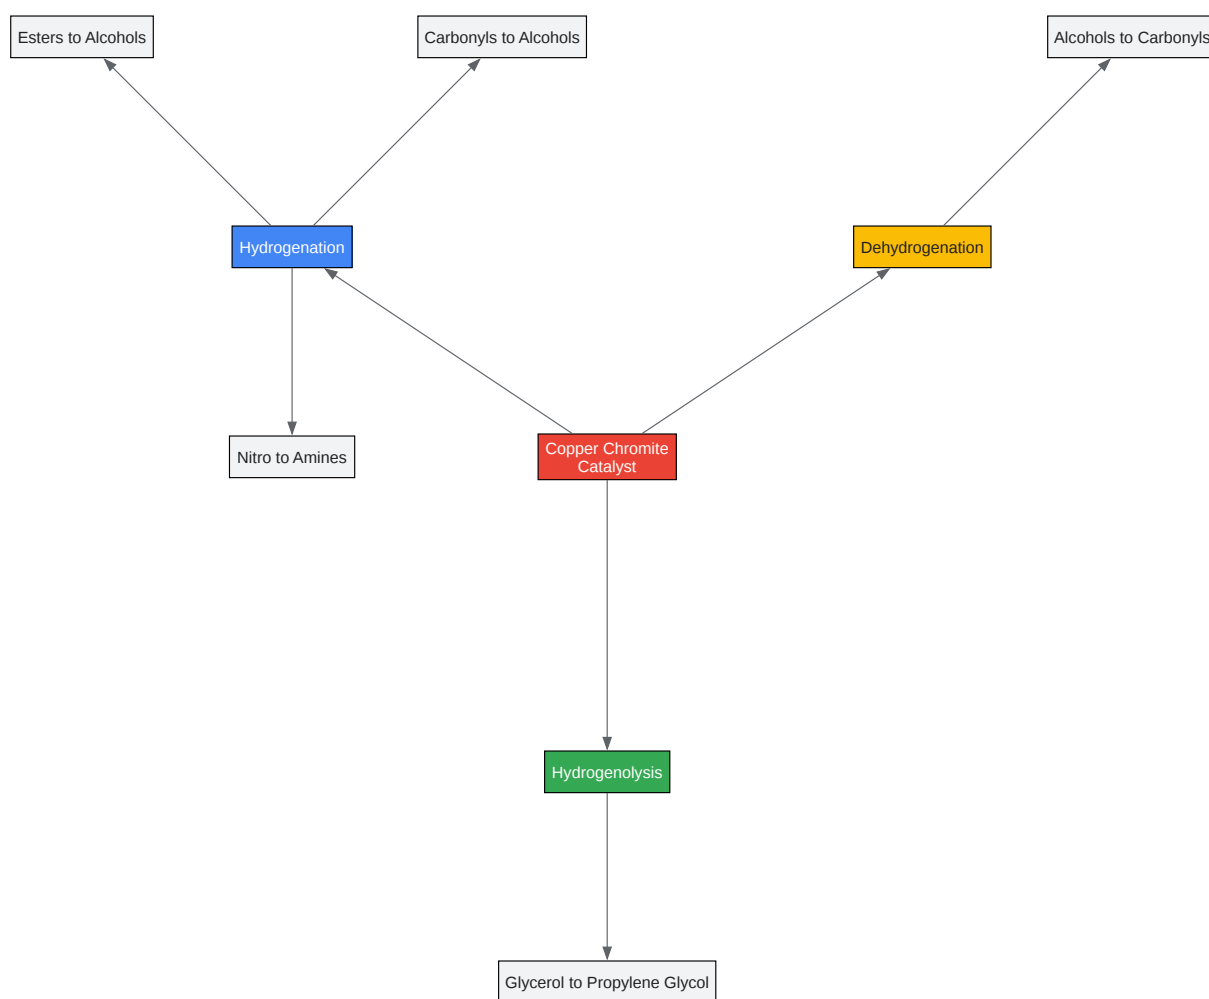 Esters to Alcohols
Carbonyls to Alcohols
Alcohols to Carbonyls
Hydrogenation
Dehydrogenation
Nitro to Amines
Copper Chromite
Catalyst
Hydrogenolysis
Glycerol to Propylene Glycol